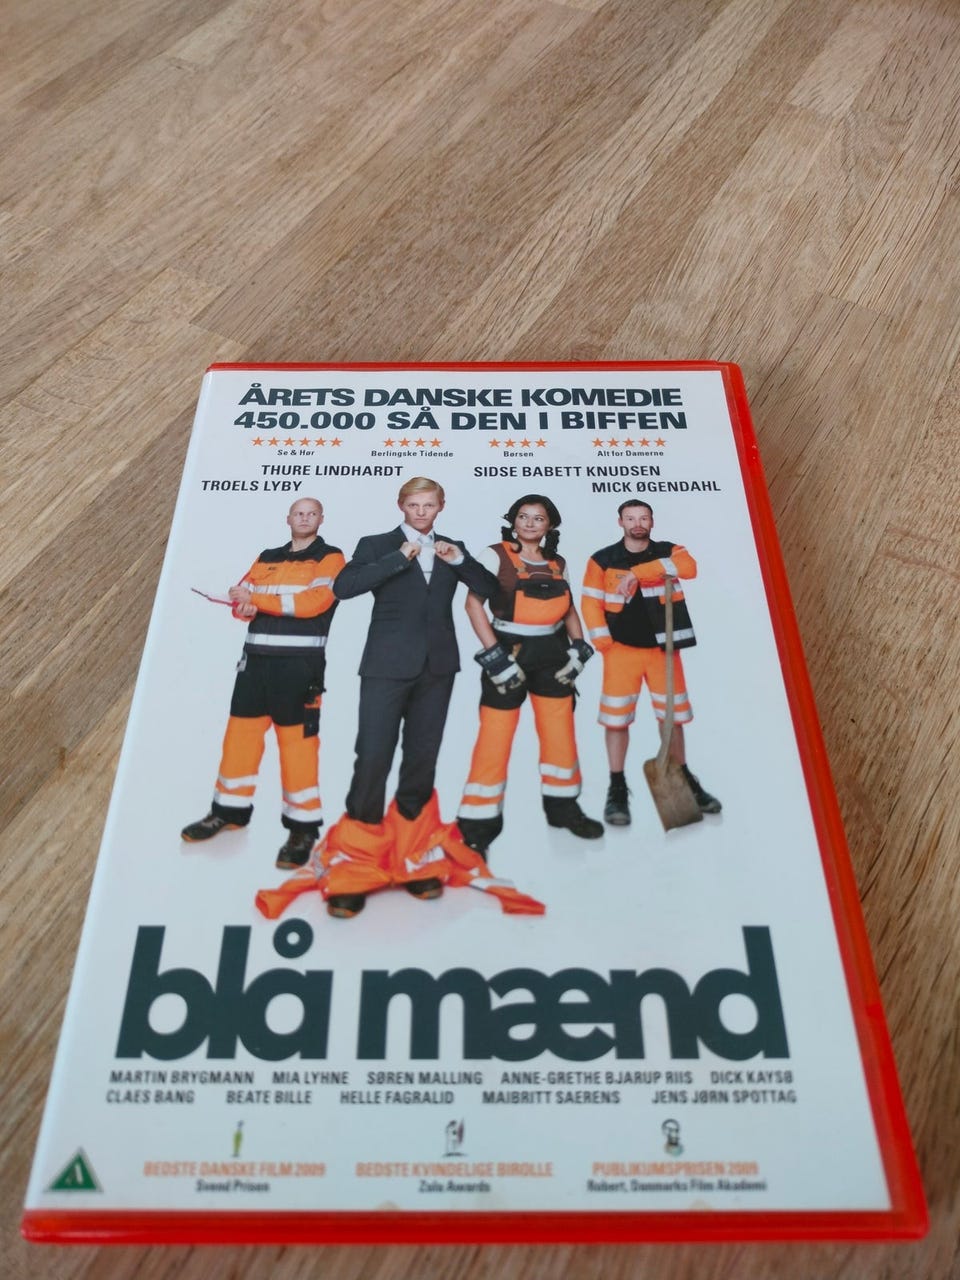 ÅRETS DANSKE KOMEDIE
450.000 SÅ DEN I BIFFEN
Se & Hør Berlingske Tidende Børsen Alt for Damerne
THURE LINDHARDT SIDSE BABETT KNUDSEN
TROELS LYBY MICK ØGENDAHL
blå mænd
MARTIN BRYGMANN MIA LYHNE SØREN MALLING ANNE-GRETHE BJARUP RIIS DICK KAYSØ
CLAES BANG BEATE BILLE HELLE FAGRALID MAIBRITT SAERENS JENS JØRN SPOTTAG
BEDSTE DANSKE FILM 2009 BEDSTE KVINDELIGE BIROLLE PUBLIKUMSPRISEN 2009
Svend Prisen Zulu Awards Robert, Danmarks Film Akademi
A